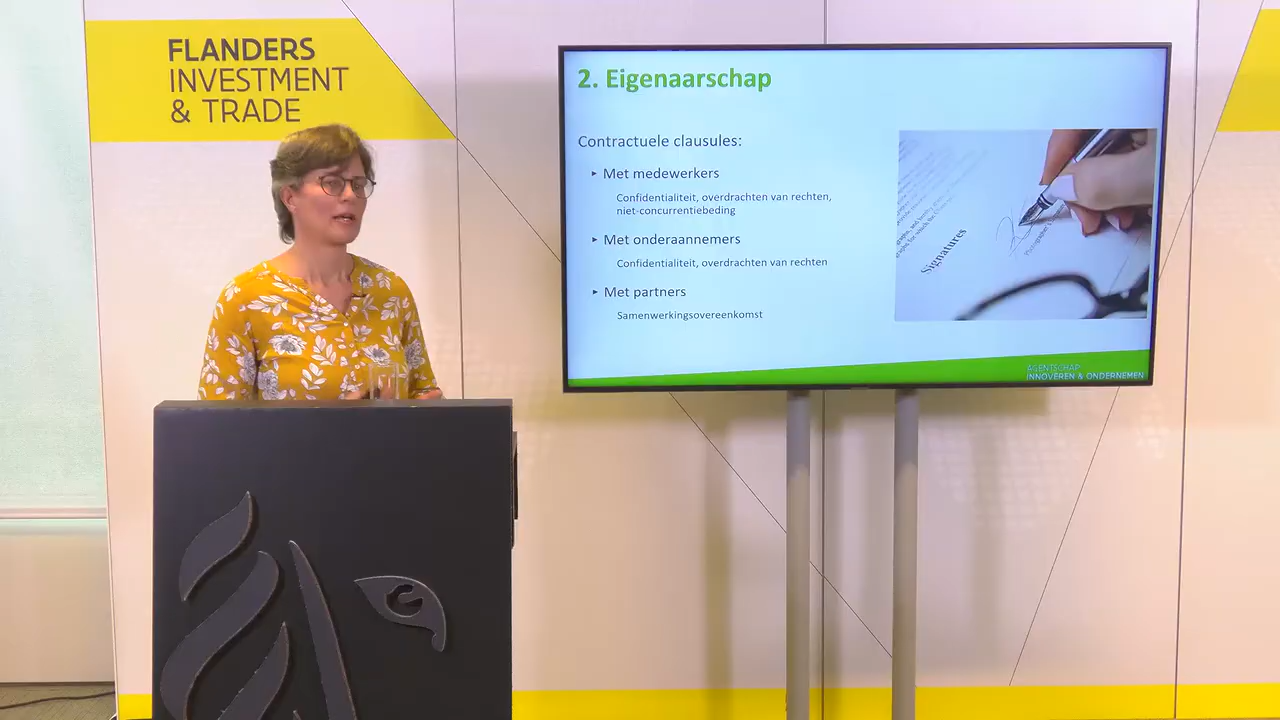 FLANDERS
INVESTMENT
& TRADE
2. Eigenaarschap
Contractuele clausules:
▸ Met medewerkers
Confidentialiteit, overdrachten van rechten,
niet-concurrentiebeding
▸ Met onderaannemers
Confidentialiteit, overdrachten van rechten
▸ Met partners
Samenwerkingsovereenkomst
Signatures
AGENTSCHAP
INNOVEREN & ONDERNEMEN